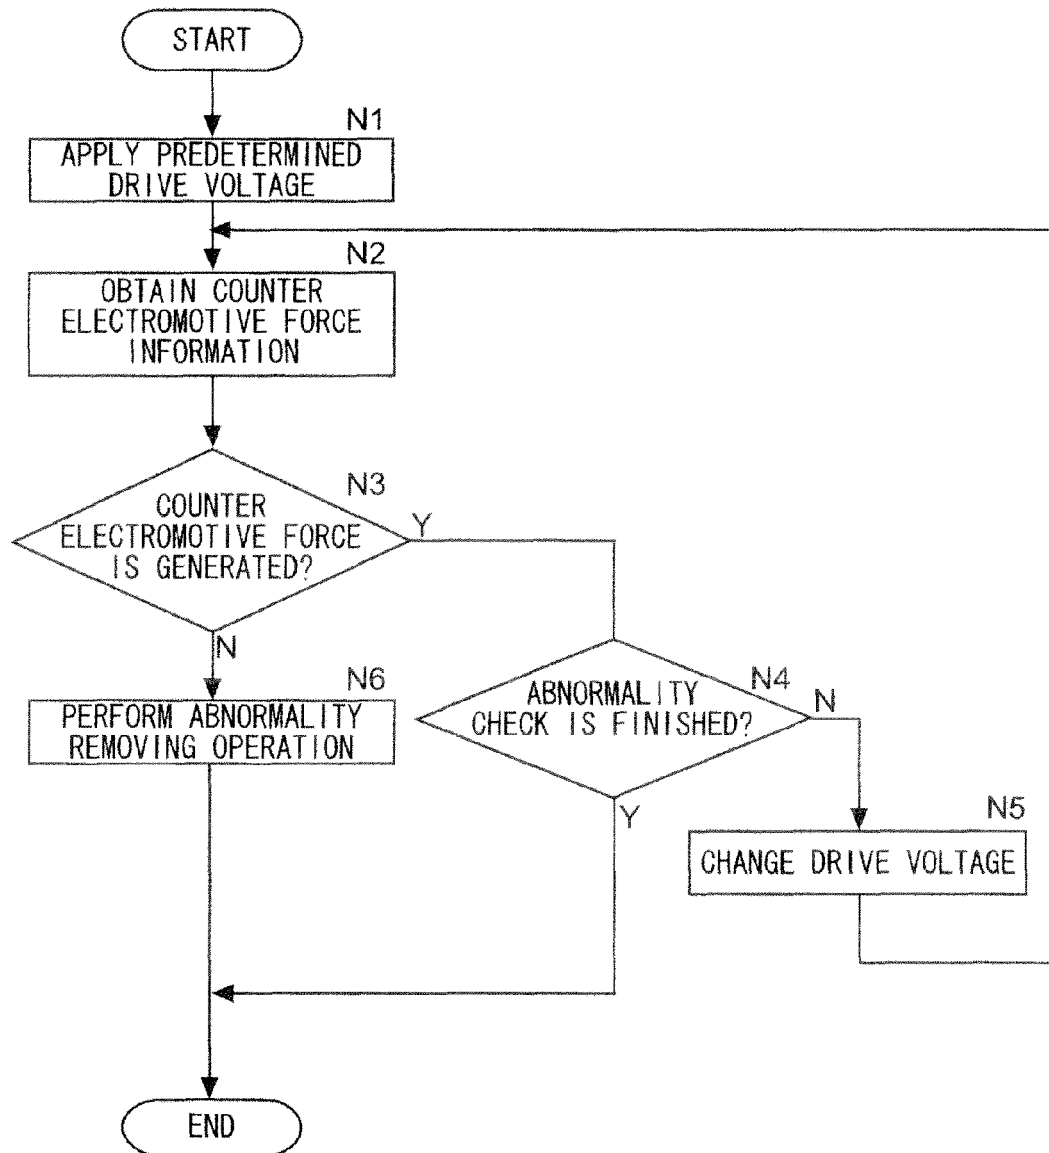 START
N1
APPLY PREDETERMINED
DRIVE VOLTAGE
N2
OBTAIN COUNTER
ELECTROMOTIVE FORCE
INFORMATION
N3
COUNTER
ELECTROMOTIVE FORCE
IS GENERATED?
Y
N
N6
PERFORM ABNORMALITY
REMOVING OPERATION
N4
ABNORMALITY
CHECK IS FINISHED?
N
Y
N5
CHANGE DRIVE VOLTAGE
END